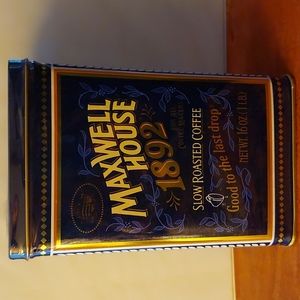 MAXWELL
HOUSE
1892
SLOW ROASTED COFFEE
Good to the last drop
NET WT. 16 OZ. (1 LB.)